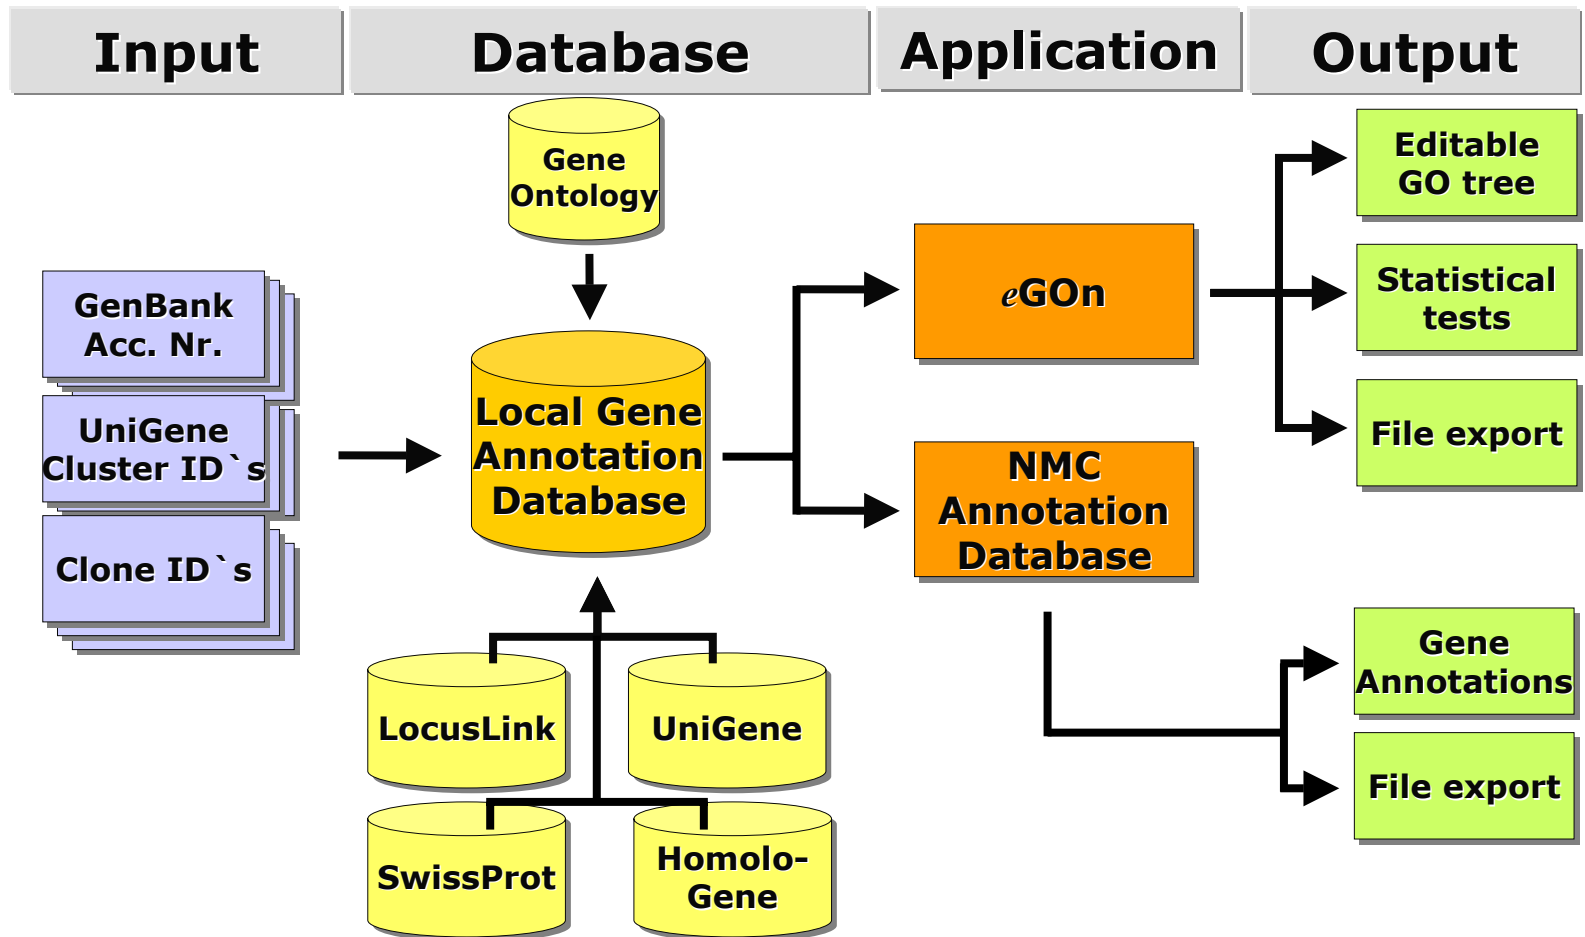 Input
Database
Application
Output
Gene
Ontology
GenBank
Acc. Nr.
UniGene
Cluster ID`s
Clone ID`s
Local Gene
Annotation
Database
LocusLink
UniGene
SwissProt
Homolo-
Gene
eGOn
NMC
Annotation
Database
Editable
GO tree
Statistical
tests
File export
Gene
Annotations
File export